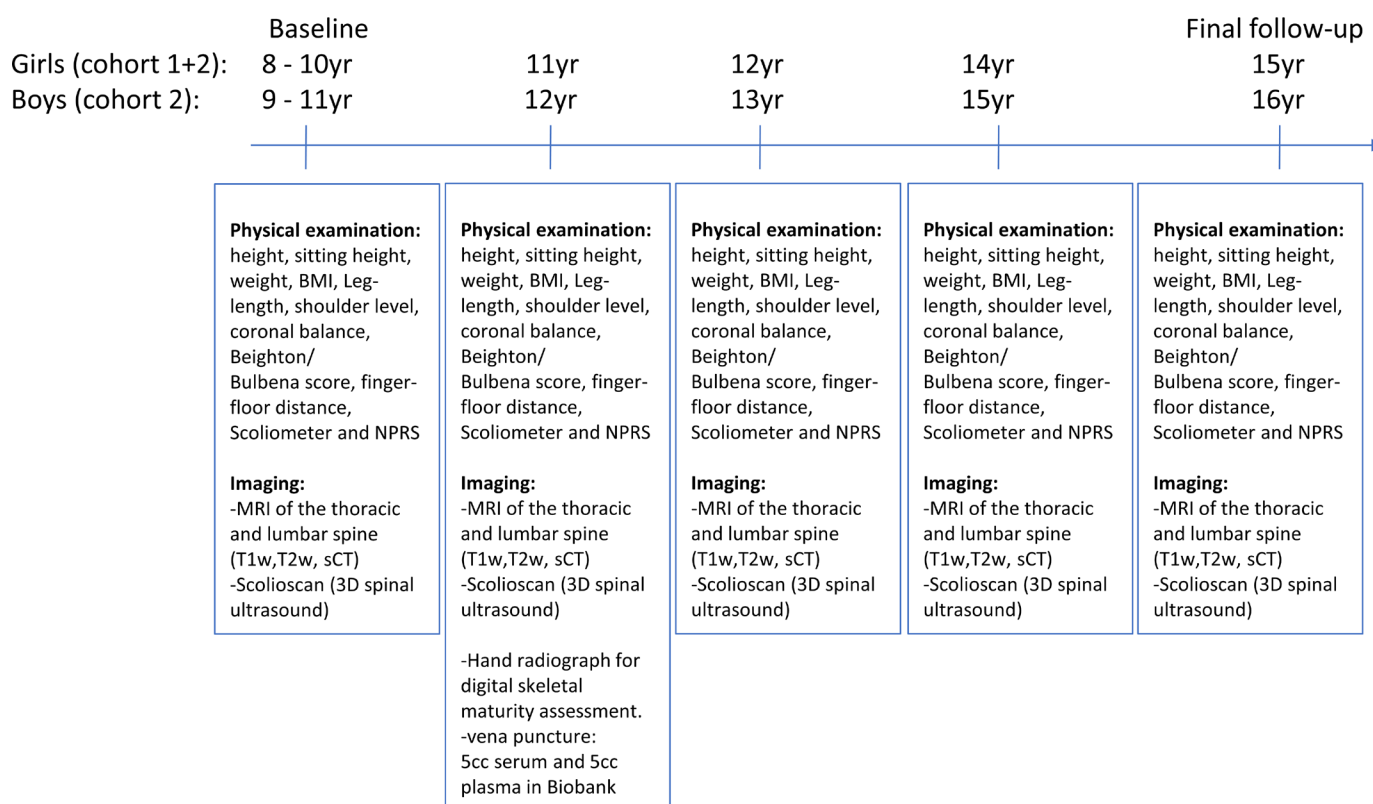 Baseline Final follow-up
Girls (cohort 1+2): 8 - 10yr 11yr 12yr 14yr 15yr
Boys (cohort 2): 9 - 11yr 12yr 13yr 15yr 16yr
Physical examination:
height, sitting height,
weight, BMI, Leg-
length, shoulder level,
coronal balance,
Beighton/
Bulbena score, finger-
floor distance,
Scoliometer and NPRS
Imaging:
-MRI of the thoracic
and lumbar spine
(T1w,T2w, sCT)
-Scolioscan (3D spinal
ultrasound)
Physical examination:
height, sitting height,
weight, BMI, Leg-
length, shoulder level,
coronal balance,
Beighton/
Bulbena score, finger-
floor distance,
Scoliometer and NPRS
Imaging:
-MRI of the thoracic
and lumbar spine
(T1w,T2w, sCT)
-Scolioscan (3D spinal
ultrasound)
-Hand radiograph for
digital skeletal
maturity assessment.
-vena puncture:
5cc serum and 5cc
plasma in Biobank
Physical examination:
height, sitting height,
weight, BMI, Leg-
length, shoulder level,
coronal balance,
Beighton/
Bulbena score, finger-
floor distance,
Scoliometer and NPRS
Imaging:
-MRI of the thoracic
and lumbar spine
(T1w,T2w, sCT)
-Scolioscan (3D spinal
ultrasound)
Physical examination:
height, sitting height,
weight, BMI, Leg-
length, shoulder level,
coronal balance,
Beighton/
Bulbena score, finger-
floor distance,
Scoliometer and NPRS
Imaging:
-MRI of the thoracic
and lumbar spine
(T1w,T2w, sCT)
-Scolioscan (3D spinal
ultrasound)
Physical examination:
height, sitting height,
weight, BMI, Leg-
length, shoulder level,
coronal balance,
Beighton/
Bulbena score, finger-
floor distance,
Scoliometer and NPRS
Imaging:
-MRI of the thoracic
and lumbar spine
(T1w,T2w, sCT)
-Scolioscan (3D spinal
ultrasound)